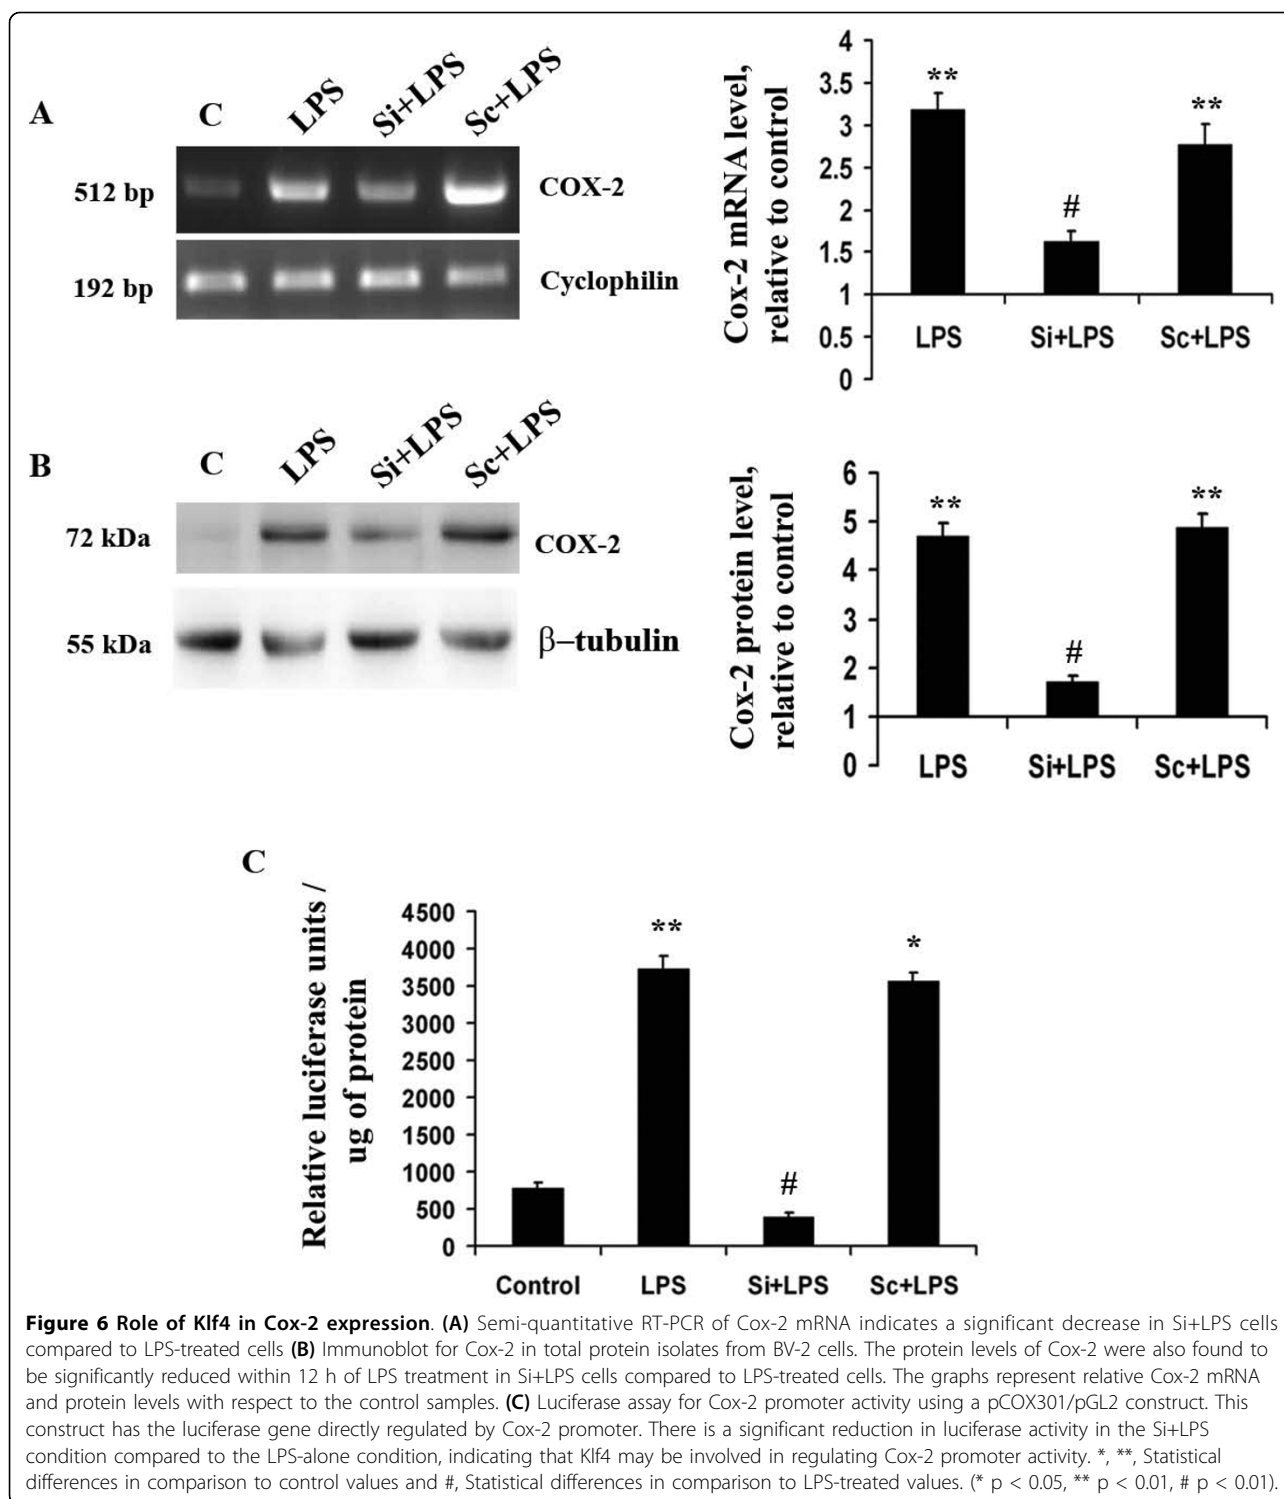 A
C
LPS
Si+LPS
Sc+LPS
512 bp
COX-2
192 bp
Cyclophilin
Cox-2 mRNA level,
relative to control
4
3.5
3
2.5
2
1.5
1
0.5
0
**
#
**
LPS
Si+LPS
Sc+LPS
B
C
LPS
Si+LPS
Sc+LPS
72 kDa
COX-2
55 kDa
β–tubulin
Cox-2 protein level,
relative to control
6
5
4
3
2
1
0
**
#
**
LPS
Si+LPS
Sc+LPS
C
Relative luciferase units /
ug of protein
4500
4000
3500
3000
2500
2000
1500
1000
500
0
**
#
*
Control
LPS
Si+LPS
Sc+LPS
Figure 6 Role of Klf4 in Cox-2 expression. (A) Semi-quantitative RT-PCR of Cox-2 mRNA indicates a significant decrease in Si+LPS cells
compared to LPS-treated cells (B) Immunoblot for Cox-2 in total protein isolates from BV-2 cells. The protein levels of Cox-2 were also found to
be significantly reduced within 12 h of LPS treatment in Si+LPS cells compared to LPS-treated cells. The graphs represent relative Cox-2 mRNA
and protein levels with respect to the control samples. (C) Luciferase assay for Cox-2 promoter activity using a pCOX301/pGL2 construct. This
construct has the luciferase gene directly regulated by Cox-2 promoter. There is a significant reduction in luciferase activity in the Si+LPS
condition compared to the LPS-alone condition, indicating that Klf4 may be involved in regulating Cox-2 promoter activity. *, **, Statistical
differences in comparison to control values and #, Statistical differences in comparison to LPS-treated values. (* p < 0.05, ** p < 0.01, # p < 0.01).